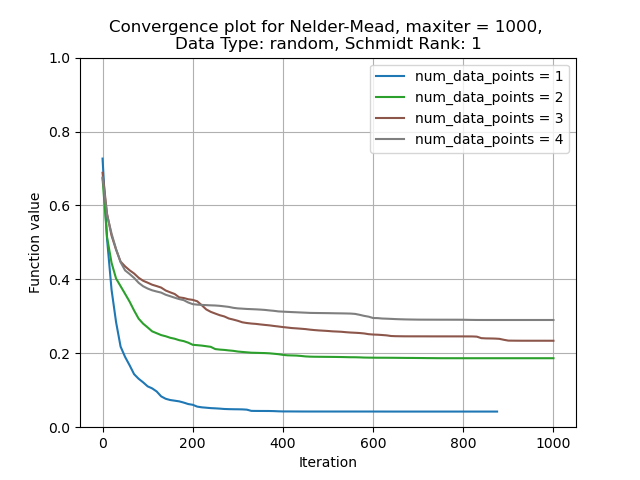 Convergence plot for Nelder-Mead, maxiter = 1000,
Data Type: random, Schmidt Rank: 1
1.0
0.8
0.6
0.4
0.2
0.0
Function value
num_data_points = 1
num_data_points = 2
num_data_points = 3
num_data_points = 4
0 200 400 600 800 1000
Iteration